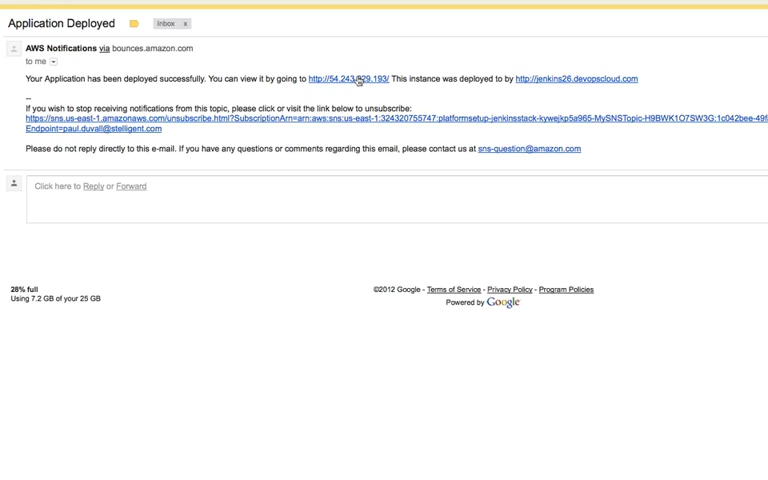 Application Deployed Inbox x
AWS Notifications via bounces.amazon.com
to me
Your Application has been deployed successfully. You can view it by going to http://54.243.229.193/ This instance was deployed to by http://jenkins26.devopscloud.com
--
If you wish to stop receiving notifications from this topic, please click or visit the link below to unsubscribe:
https://sns.us-east-1.amazonaws.com/unsubscribe.html?SubscriptionArn=arn:aws:sns:us-east-1:324320755747:platformsetup-jenkinsstack-kywejkp5a965-MySNSTopic-H9BWK1O7SW3G:1c042bee-49f
Endpoint=paul.duvall@stelligent.com
Please do not reply directly to this e-mail. If you have any questions or comments regarding this email, please contact us at sns-question@amazon.com
Click here to Reply or Forward
28% full
Using 7.2 GB of your 25 GB
©2012 Google - Terms of Service - Privacy Policy - Program Policies
Powered by Google